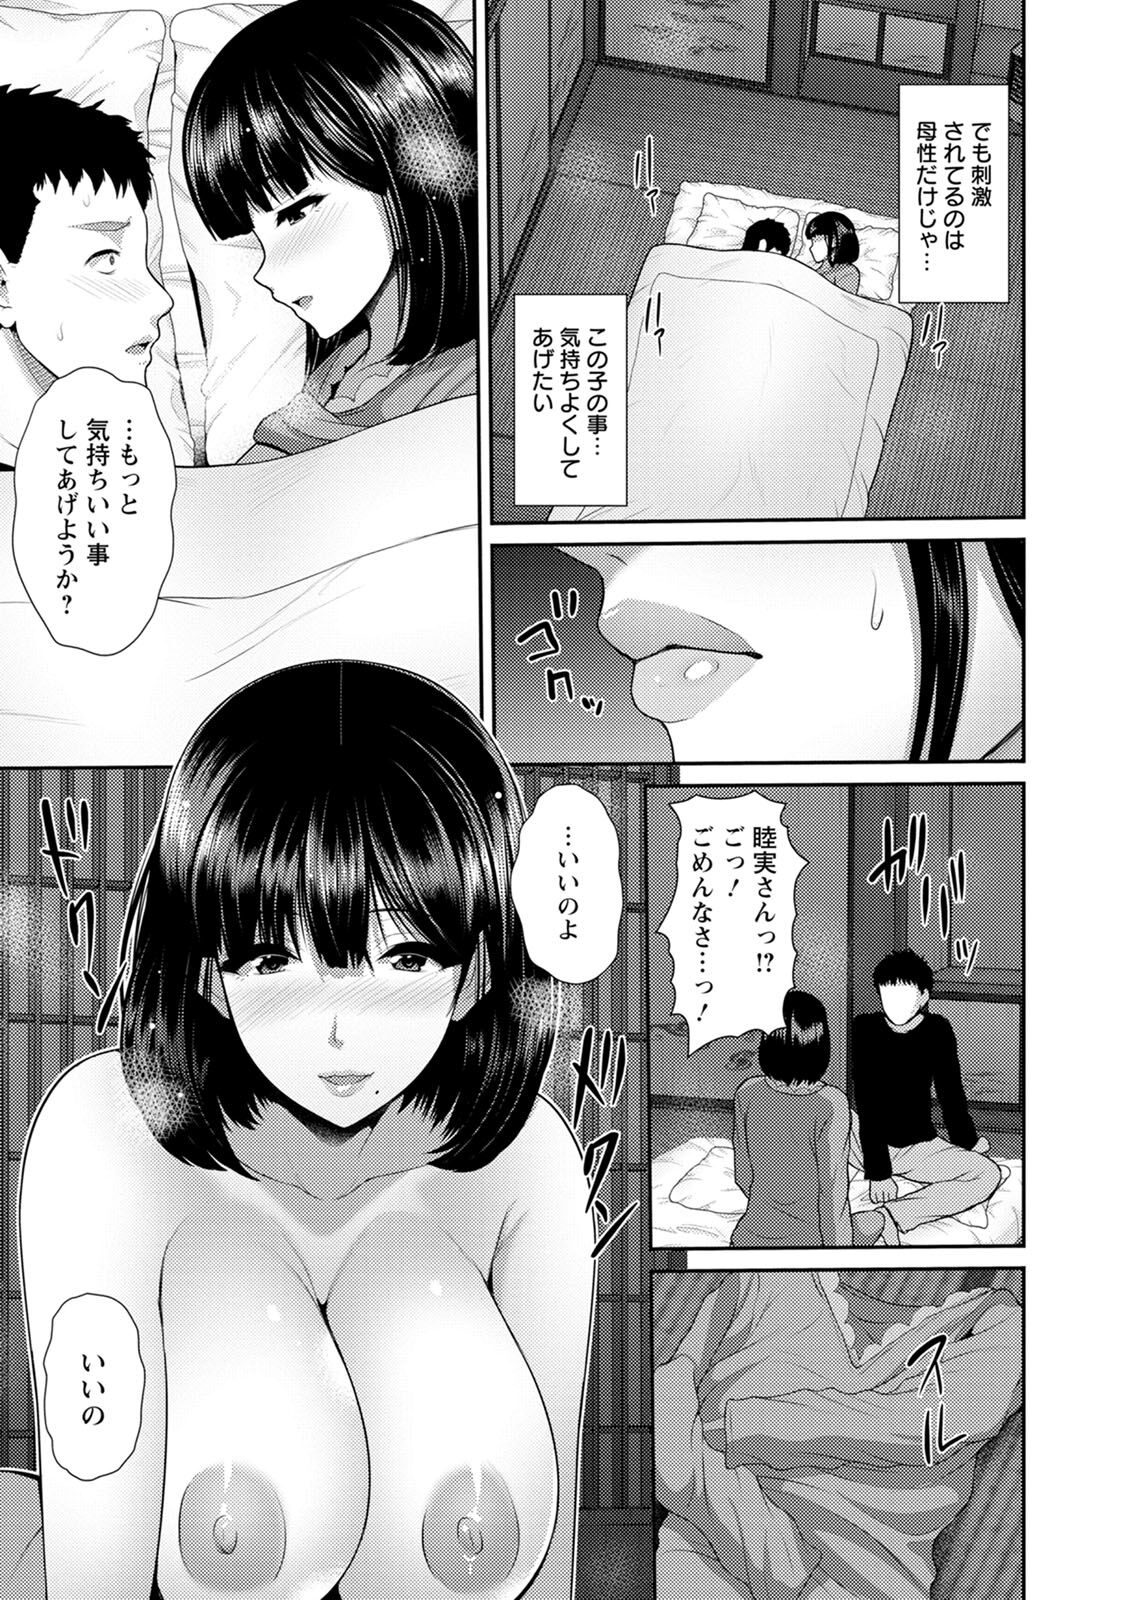 でも刺激
されてるのは
母性だけじゃ…
この子の事…
気持ちよくして
あげたい
…もっと
気持ちいい事
してあげようか？
ゴクッ
睦実さんっ！？
ごっ！
ごめんなさ…っ！
スル
…いいのよ
いいの
ドクン